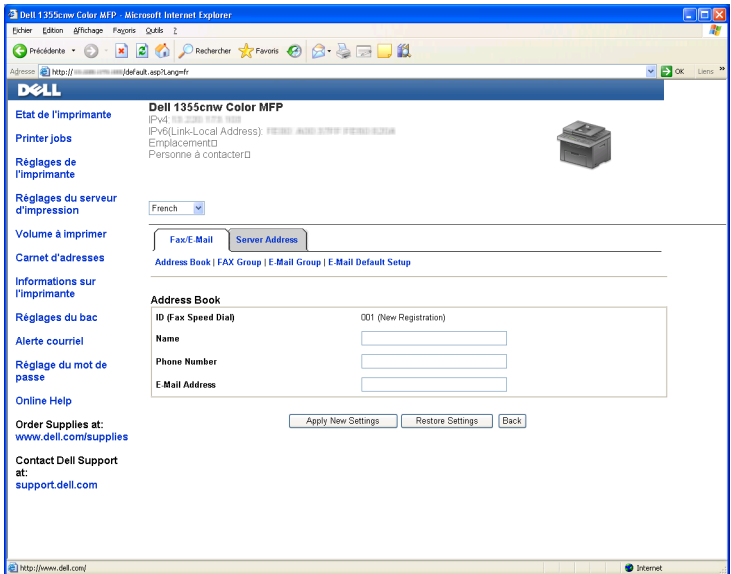 Dell 1355cnw Color MFP - Microsoft Internet Explorer
Fichier Edition Affichage Favoris Outils ?
Précédente Rechercher Favoris
Adresse http:// /default.asp?Lang=fr OK Liens »
DELL
Etat de l'imprimante
Printer jobs
Réglages de
l'imprimante
Réglages du serveur
d'impression
Volume à imprimer
Carnet d'adresses
Informations sur
l'imprimante
Réglages du bac
Alerte courriel
Réglage du mot de
passe
Online Help
Order Supplies at:
www.dell.com/supplies
Contact Dell Support
at:
support.dell.com
Dell 1355cnw Color MFP
IPv4:
IPv6(Link-Local Address):
Emplacement
Personne à contacter
French
Fax/E-Mail Server Address
Address Book | FAX Group | E-Mail Group | E-Mail Default Setup
Address Book
ID (Fax Speed Dial) 001 (New Registration)
Name
Phone Number
E-Mail Address
Apply New Settings Restore Settings Back
http://www.dell.com/ Internet